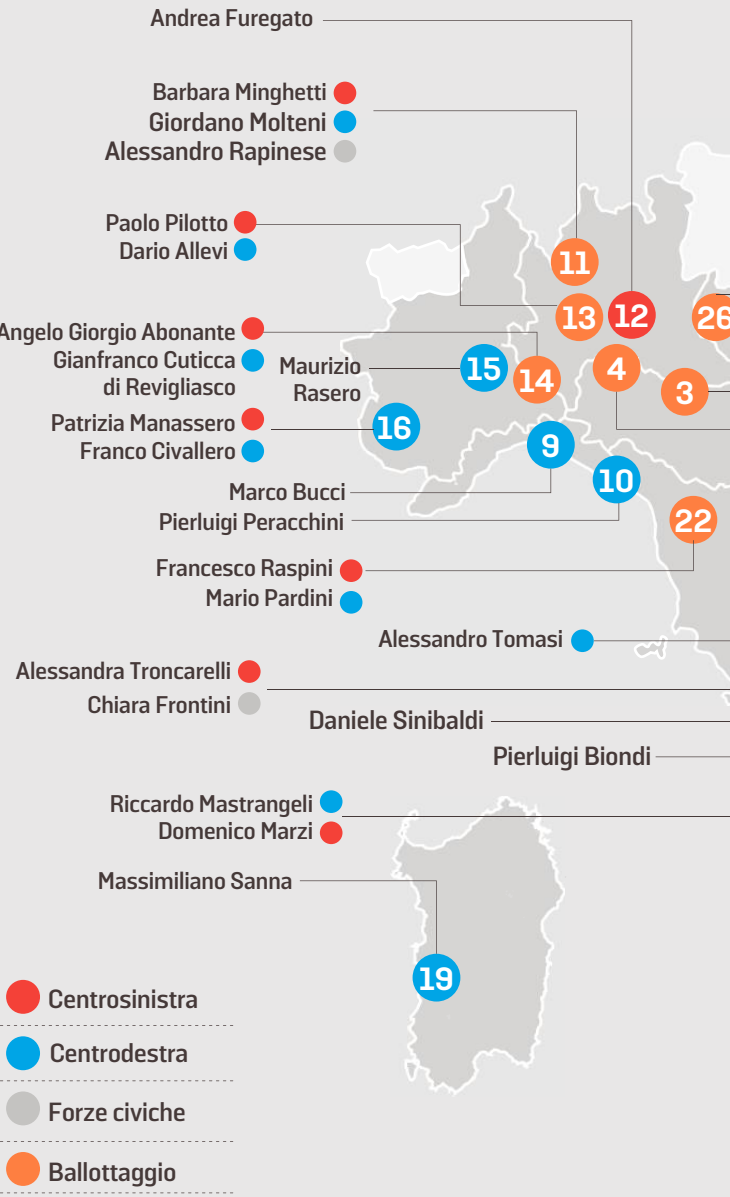 Andrea Furegato
Barbara Minghetti
Giordano Molteni
Alessandro Rapinese
Paolo Pilotto
Dario Allevi
11
13
12
26
Angelo Giorgio Abonante
Gianfranco Cuticca
di Revigliasco
Maurizio
Rasero
15
14
4
3
Patrizia Manassero
Franco Civallero
16
9
10
Marco Bucci
Pierluigi Peracchini
22
Francesco Raspini
Mario Pardini
Alessandro Tomasi
Alessandra Troncarelli
Chiara Frontini
Daniele Sinibaldi
Pierluigi Biondi
Riccardo Mastrangeli
Domenico Marzi
Massimiliano Sanna
19
Centrosinistra
Centrodestra
Forze civiche
Ballottaggio